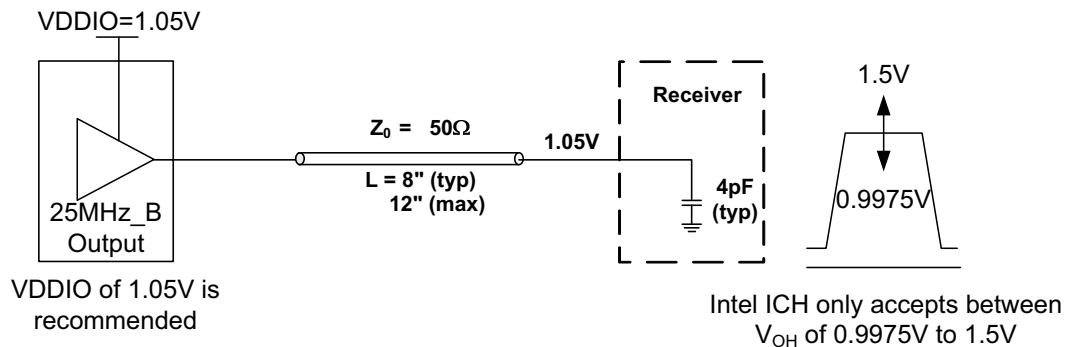 VDDIO=1.05V
25MHz_B
Output
VDDIO of 1.05V is
recommended
Z₀ = 50Ω
L = 8" (typ)
12" (max)
1.05V
Receiver
4pF
(typ)
1.5V
0.9975V
Intel ICH only accepts between
V_OH of 0.9975V to 1.5V